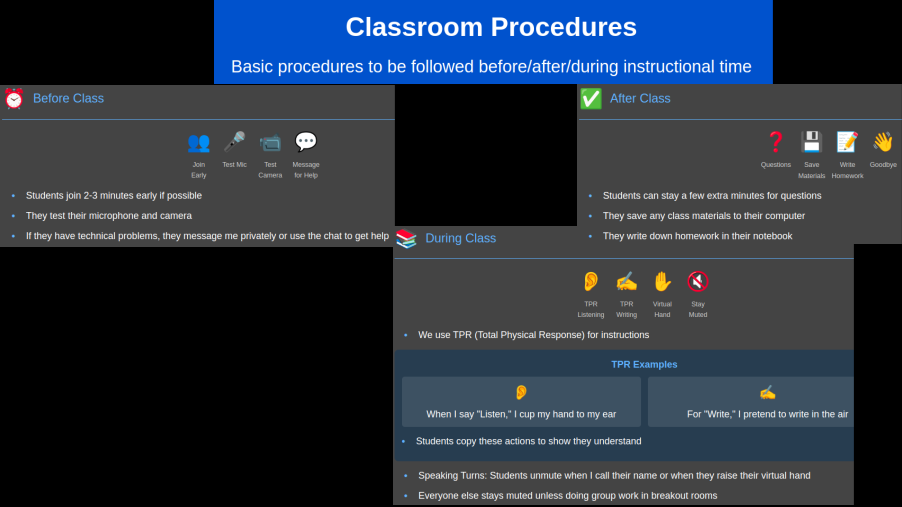 Classroom Procedures
Basic procedures to be followed before/after/during instructional time
Before Class
Join
Early
Test Mic
Test
Camera
Message
for Help
• Students join 2-3 minutes early if possible
• They test their microphone and camera
• If they have technical problems, they message me privately or use the chat to get help
After Class
Questions
Save
Materials
Write
Homework
Goodbye
• Students can stay a few extra minutes for questions
• They save any class materials to their computer
• They write down homework in their notebook
During Class
TPR
Listening
TPR
Writing
Virtual
Hand
Stay
Muted
• We use TPR (Total Physical Response) for instructions
TPR Examples
When I say "Listen," I cup my hand to my ear
For "Write," I pretend to write in the air
• Students copy these actions to show they understand
• Speaking Turns: Students unmute when I call their name or when they raise their virtual hand
• Everyone else stays muted unless doing group work in breakout rooms